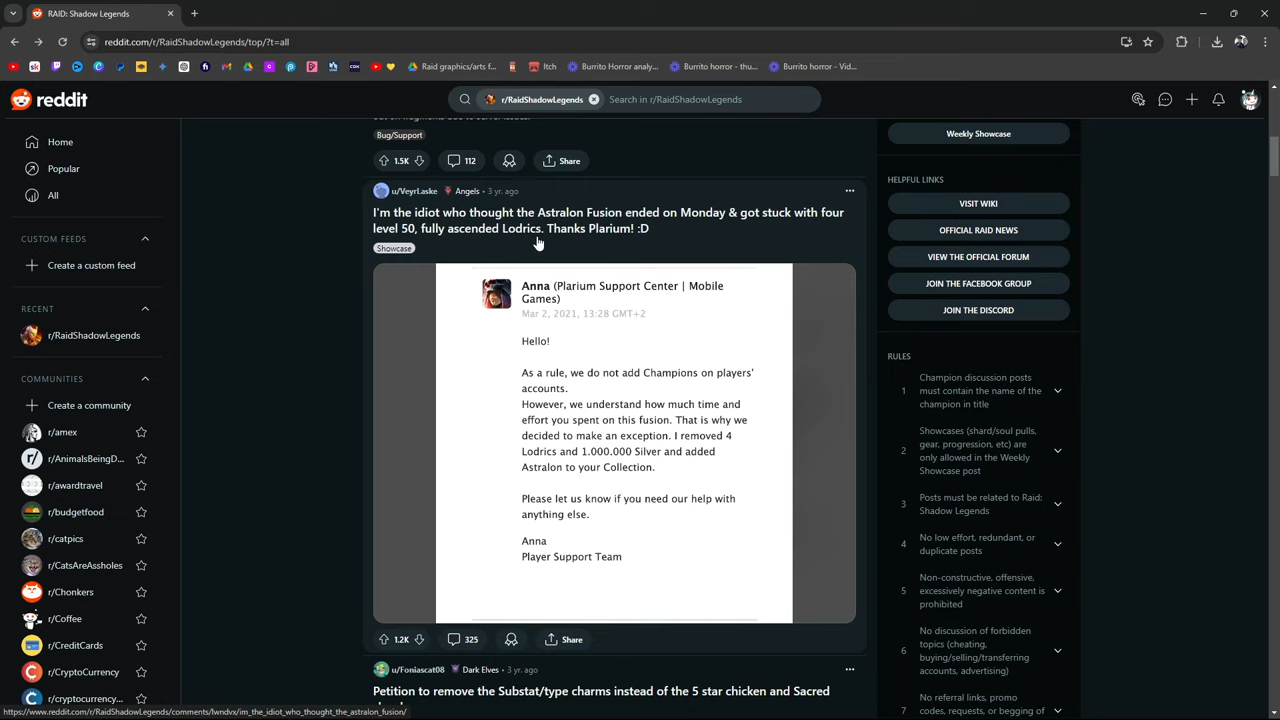 RAID: Shadow Legends
reddit.com/r/RaidShadowLegends/top/?t=all
Raid graphics/arts f...
Itch
Burrito Horror analy...
Burrito horror - thu...
Burrito horror - Vid...
reddit
r/RaidShadowLegends
Search in r/RaidShadowLegends
Home
Popular
All
CUSTOM FEEDS
Create a custom feed
RECENT
r/RaidShadowLegends
COMMUNITIES
Create a community
r/amex
r/AnimalsBeingD...
r/awardtravel
r/budgetfood
r/catpics
r/CatsAreAssholes
r/Chonkers
r/Coffee
r/CreditCards
r/CryptoCurrency
r/cryptocurrency...
Bug/Support
1.5K
112
Share
u/VeyrLaske
Angels • 3 yr. ago
I'm the idiot who thought the Astralon Fusion ended on Monday & got stuck with four
level 50, fully ascended Lodrics. Thanks Plarium! :D
Showcase
Anna (Plarium Support Center | Mobile
Games)
Mar 2, 2021, 13:28 GMT+2
Hello!
As a rule, we do not add Champions on players'
accounts.
However, we understand how much time and
effort you spent on this fusion. That is why we
decided to make an exception. I removed 4
Lodrics and 1.000.000 Silver and added
Astralon to your Collection.
Please let us know if you need our help with
anything else.
Anna
Player Support Team
1.2K
325
Share
u/Foniascat08
Dark Elves • 3 yr. ago
Petition to remove the Substat/type charms instead of the 5 star chicken and Sacred
Weekly Showcase
HELPFUL LINKS
VISIT WIKI
OFFICIAL RAID NEWS
VIEW THE OFFICIAL FORUM
JOIN THE FACEBOOK GROUP
JOIN THE DISCORD
RULES
1
Champion discussion posts
must contain the name of the
champion in title
2
Showcases (shard/soul pulls,
gear, progression, etc) are
only allowed in the Weekly
Showcase post
3
Posts must be related to Raid:
Shadow Legends
4
No low effort, redundant, or
duplicate posts
5
Non-constructive, offensive,
excessively negative content is
prohibited
6
No discussion of forbidden
topics (cheating,
buying/selling/transferring
accounts, advertising)
7
No referral links, promo
codes, requests, or begging of
https://www.reddit.com/r/RaidShadowLegends/comments/lwndvx/im_the_idiot_who_thought_the_astralon_fusion/